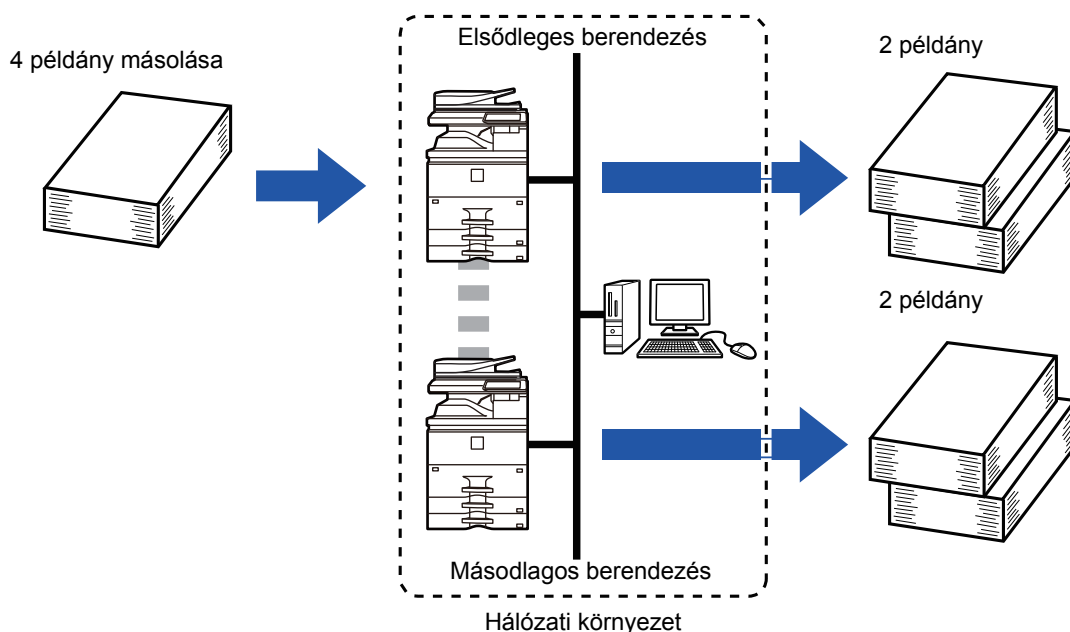 4 példány másolása
Elsődleges berendezés
2 példány
2 példány
Másodlagos berendezés
Hálózati környezet